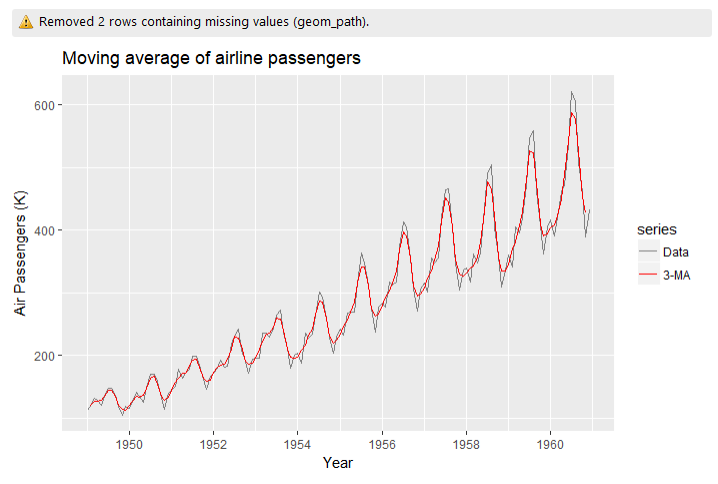 Removed 2 rows containing missing values (geom_path).
Moving average of airline passengers
600
400
200
Air Passengers (K)
1950 1952 1954 1956 1958 1960
Year
series
Data
3-MA